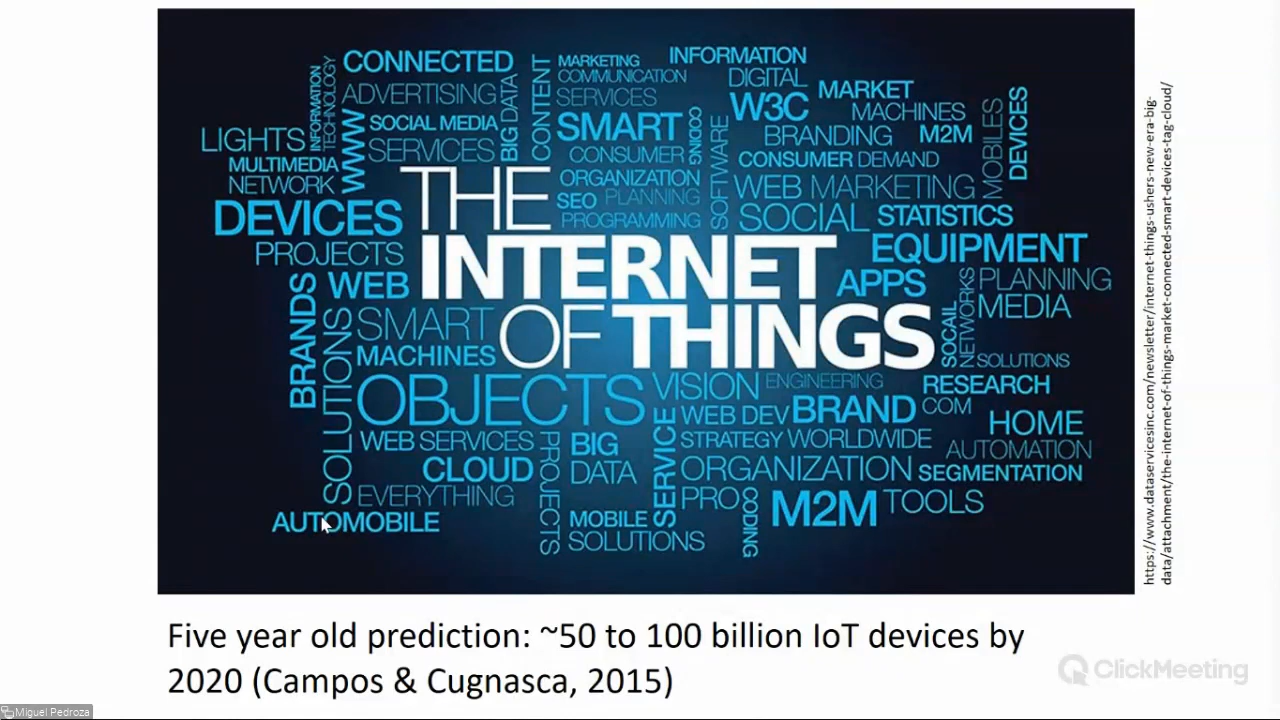 CONNECTED
ADVERTISING
SOCIAL MEDIA
SERVICES
INFORMATION
TECHNOLOGY
WWW
BIG DATA
CONTENT
LIGHTS
MULTIMEDIA
NETWORK
DEVICES
PROJECTS
WEB
BRANDS
SOLUTIONS
SMART
MACHINES
OBJECTS
WEB SERVICES
CLOUD
EVERYTHING
AUTOMOBILE
MARKETING
COMMUNICATION
SERVICES
SMART
CONSUMER
ORGANIZATION
SEO PLANNING
PROGRAMMING
CODING
SOFTWARE
INFORMATION
DIGITAL
W3C
MARKET
MACHINES
BRANDING M2M
CONSUMER DEMAND
WEB MARKETING
SOCIAL STATISTICS
MOBILES
DEVICES
EQUIPMENT
APPS
PLANNING
MEDIA
SOCAIL
NETWORKS
SOLUTIONS
THE
INTERNET
OF THINGS
VISION ENGINEERING
WEB DEV BRAND
STRATEGY WORLDWIDE
ORGANIZATION
PRO
CODING
M2M TOOLS
RESEARCH
COM
HOME
AUTOMATION
SEGMENTATION
PROJECTS
BIG
DATA
SERVICE
MOBILE
SOLUTIONS
https://www.dataservicesinc.com/newsletter/internet-things-ushers-new-era-big-
data/attachment/the-internet-of-things-market-connected-smart-devices-tag-cloud/
Five year old prediction: ~50 to 100 billion IoT devices by
2020 (Campos & Cugnasca, 2015)
ClickMeeting
Miguel Pedroza